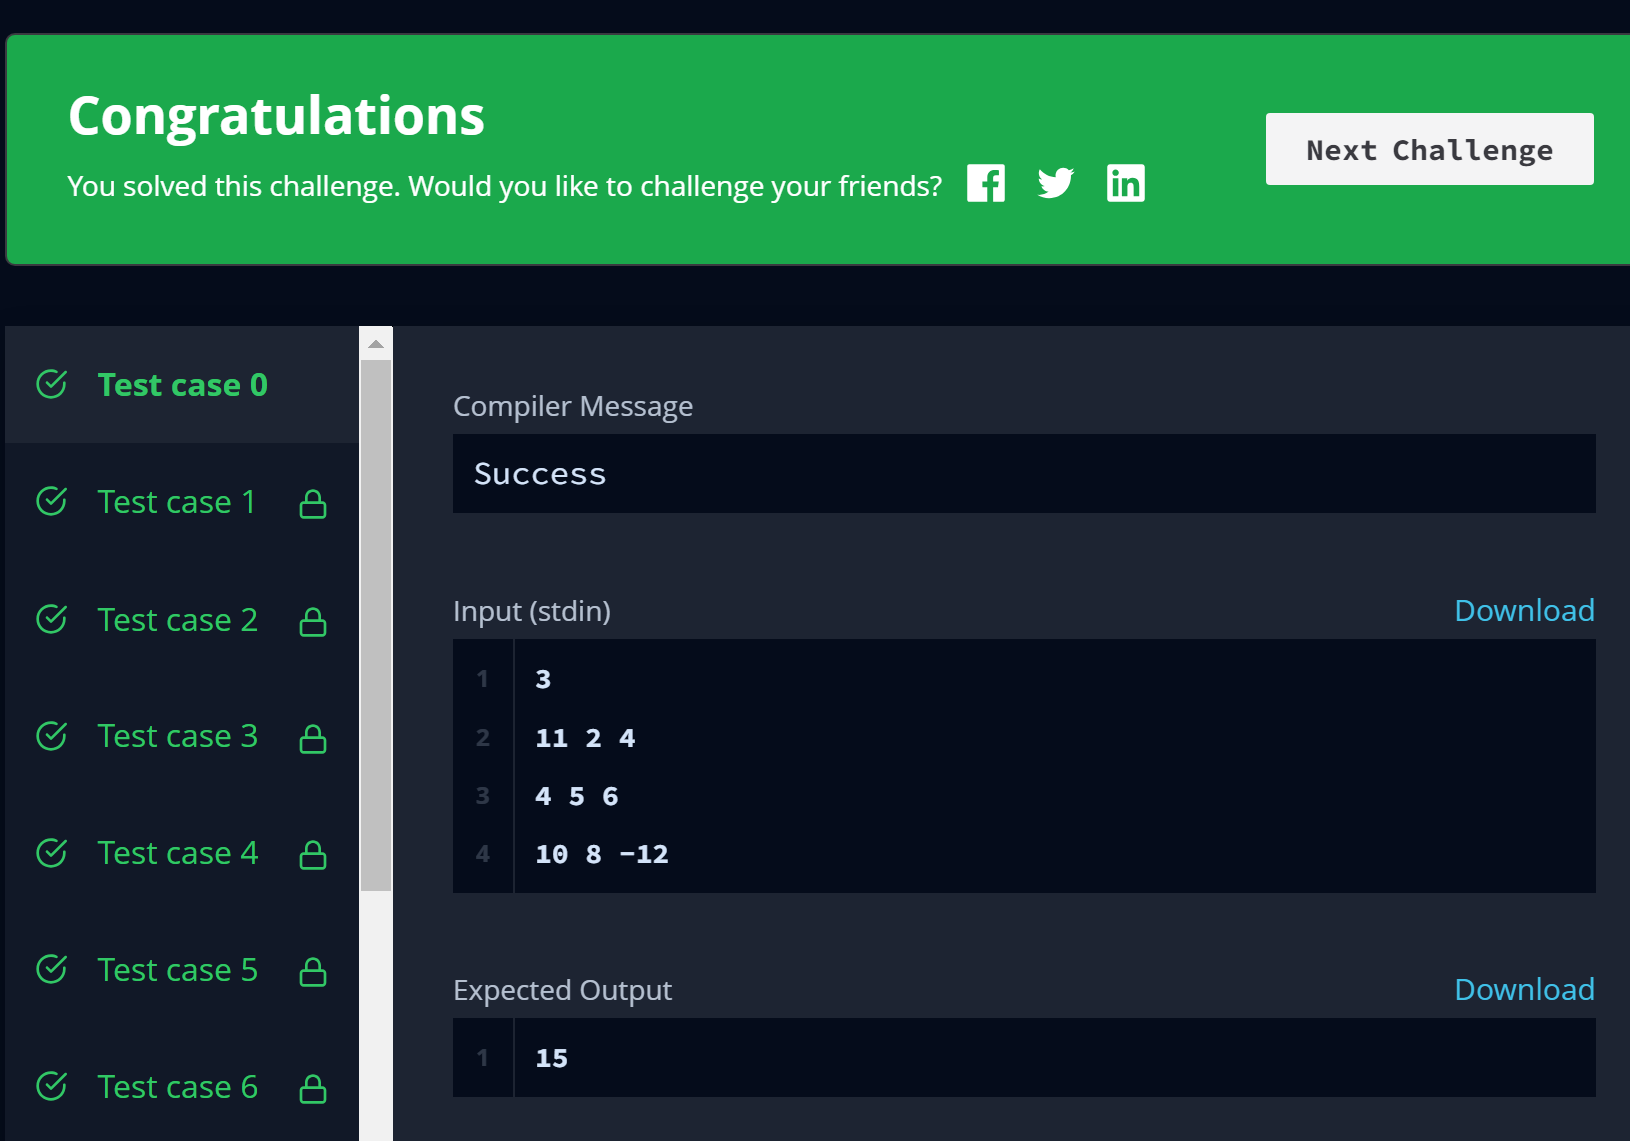 Congratulations
You solved this challenge. Would you like to challenge your friends?
Next Challenge
Test case 0
Test case 1
Test case 2
Test case 3
Test case 4
Test case 5
Test case 6
Compiler Message
Success
Input (stdin)
Download
1 3
2 11 2 4
3 4 5 6
4 10 8 -12
Expected Output
Download
1 15